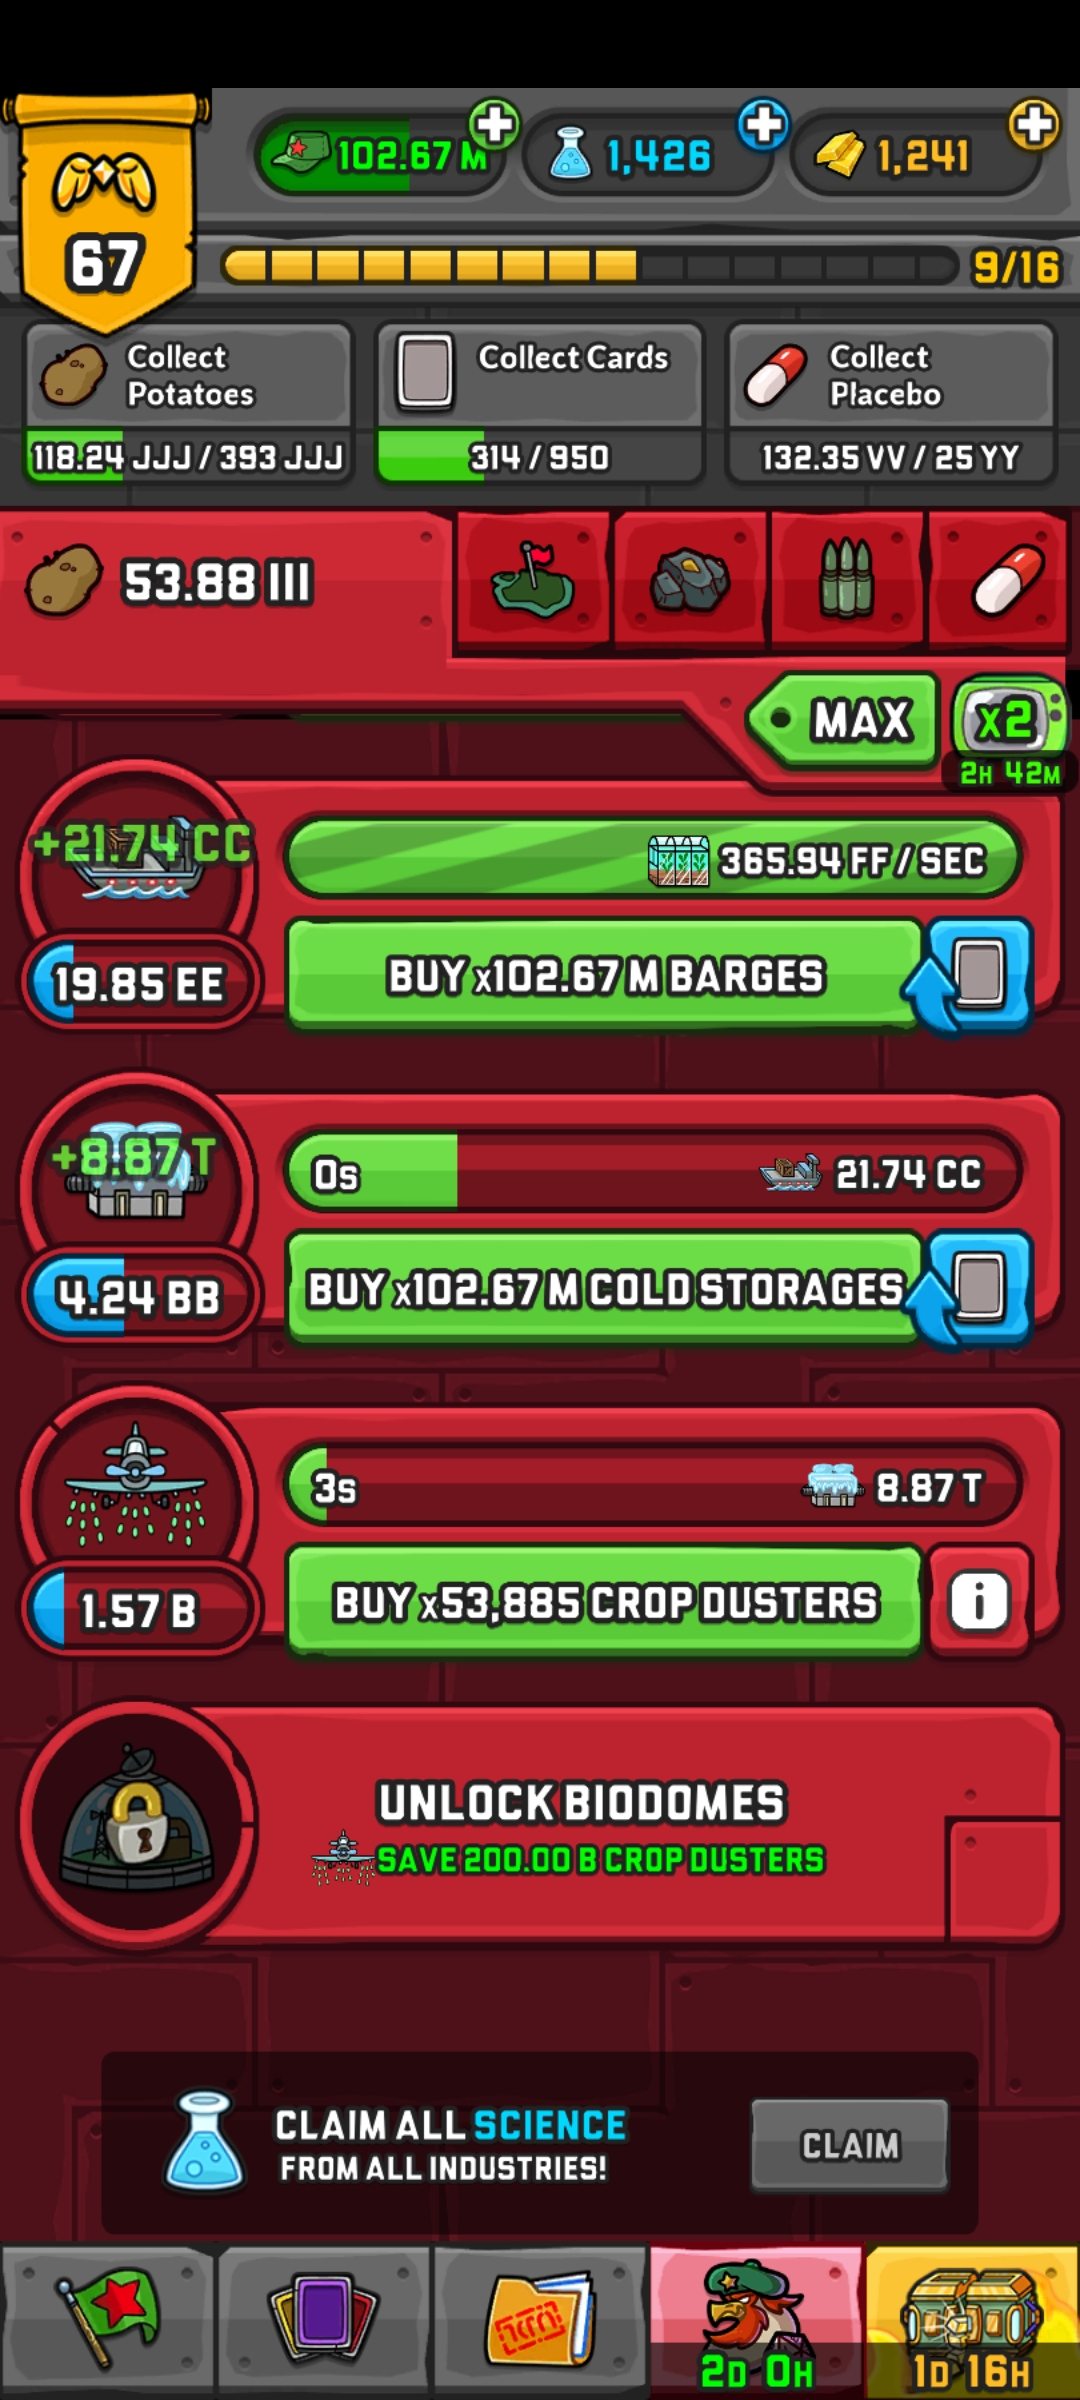 102.67 M
1,426
1,241
67
9/16
Collect
Potatoes
118.24 JJJ / 393 JJJ
Collect Cards
314 / 950
Collect
Placebo
132.35 VV / 25 YY
53.88 III
MAX
x2
2H 42M
+21.74 CC
365.94 FF / SEC
19.85 EE
BUY x102.67 M BARGES
+8.87 T
0s
21.74 CC
4.24 BB
BUY x102.67 M COLD STORAGES
3s
8.87 T
1.57 B
BUY x53,885 CROP DUSTERS
i
UNLOCK BIODOMES
SAVE 200.00 B CROP DUSTERS
CLAIM ALL SCIENCE
FROM ALL INDUSTRIES!
CLAIM
2D 0H
1D 16H